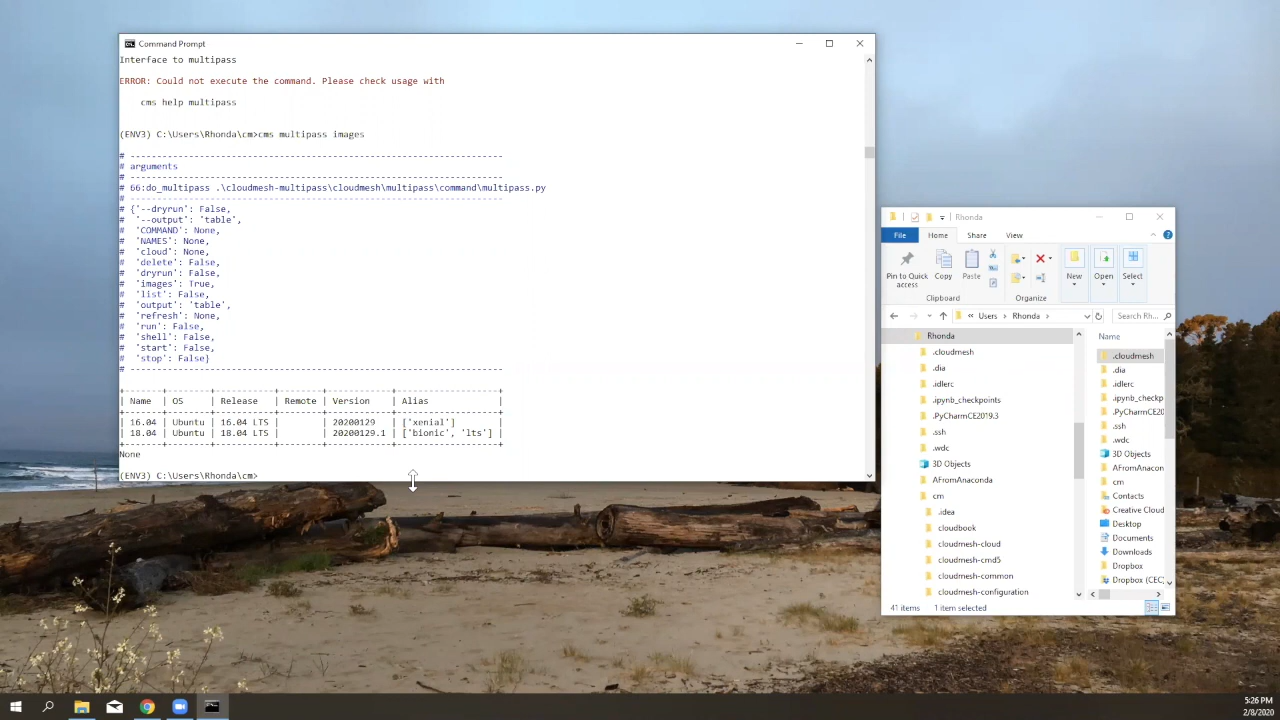 Command Prompt
Interface to multipass
ERROR: Could not execute the command. Please check usage with
cms help multipass
(ENV3) C:\Users\Rhonda\cm>cms multipass images
# ----------------------------------------------------------------------
# arguments
# ----------------------------------------------------------------------
# 66:do_multipass .\cloudmesh-multipass\cloudmesh\multipass\command\multipass.py
# ----------------------------------------------------------------------
# {'--dryrun': False,
#  '--output': 'table',
#  'COMMAND': None,
#  'NAMES': None,
#  'cloud': None,
#  'delete': False,
#  'dryrun': False,
#  'images': True,
#  'list': False,
#  'output': 'table',
#  'refresh': None,
#  'run': False,
#  'shell': False,
#  'start': False,
#  'stop': False}
# ----------------------------------------------------------------------
+-------+--------+-----------+--------+------------+-------------------+
| Name  | OS     | Release   | Remote | Version    | Alias             |
+-------+--------+-----------+--------+------------+-------------------+
| 16.04 | Ubuntu | 16.04 LTS |        | 20200129   | ['xenial']        |
| 18.04 | Ubuntu | 18.04 LTS |        | 20200129.1 | ['bionic', 'lts'] |
+-------+--------+-----------+--------+------------+-------------------+
None
(ENV3) C:\Users\Rhonda\cm>
Rhonda
File Home Share View
Pin to Quick access
Copy
Paste
New
Open
Select
Clipboard
Organize
« Users > Rhonda >
Search Rh...
Rhonda
.cloudmesh
.dia
.idlerc
.ipynb_checkpoints
.PyCharmCE2019.3
.ssh
.wdc
3D Objects
AFromAnaconda
cm
.idea
cloudbook
cloudmesh-cloud
cloudmesh-cmd5
cloudmesh-common
cloudmesh-configuration
Name
.cloudmesh
.dia
.idlerc
.ipynb_checkp
.PyCharmCE20
.ssh
.wdc
3D Objects
AFromAnacon
cm
Contacts
Creative Cloud
Desktop
Documents
Downloads
Dropbox
Dropbox (CEC)
41 items 1 item selected
5:26 PM
2/8/2020